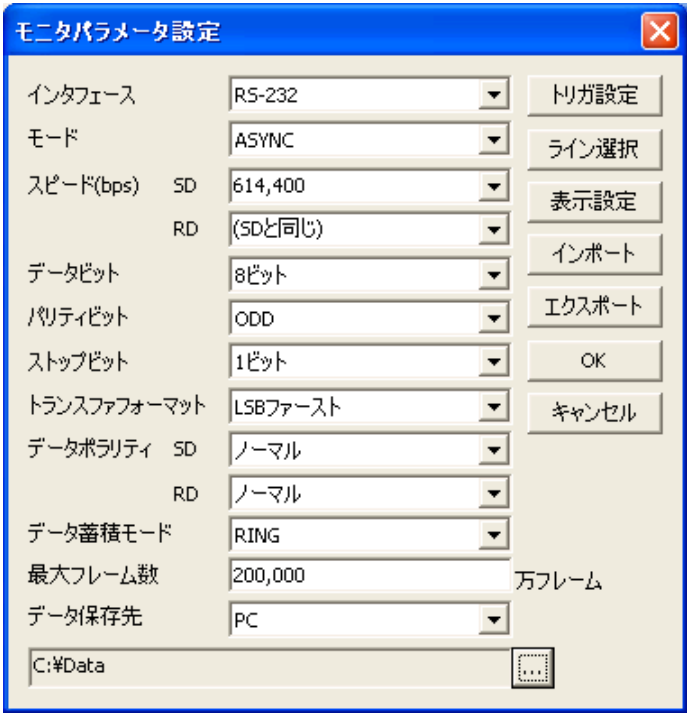 モニタパラメータ設定
インタフェース RS-232 トリガ設定
モード ASYNC ライン選択
スピード(bps) SD 614,400 表示設定
RD (SDと同じ) インポート
データビット 8ビット
パリティビット ODD エクスポート
ストップビット 1ビット OK
トランスファフォーマット LSBファースト キャンセル
データポラリティ SD ノーマル
RD ノーマル
データ蓄積モード RING
最大フレーム数 200,000 万フレーム
データ保存先 PC
C:¥Data ...